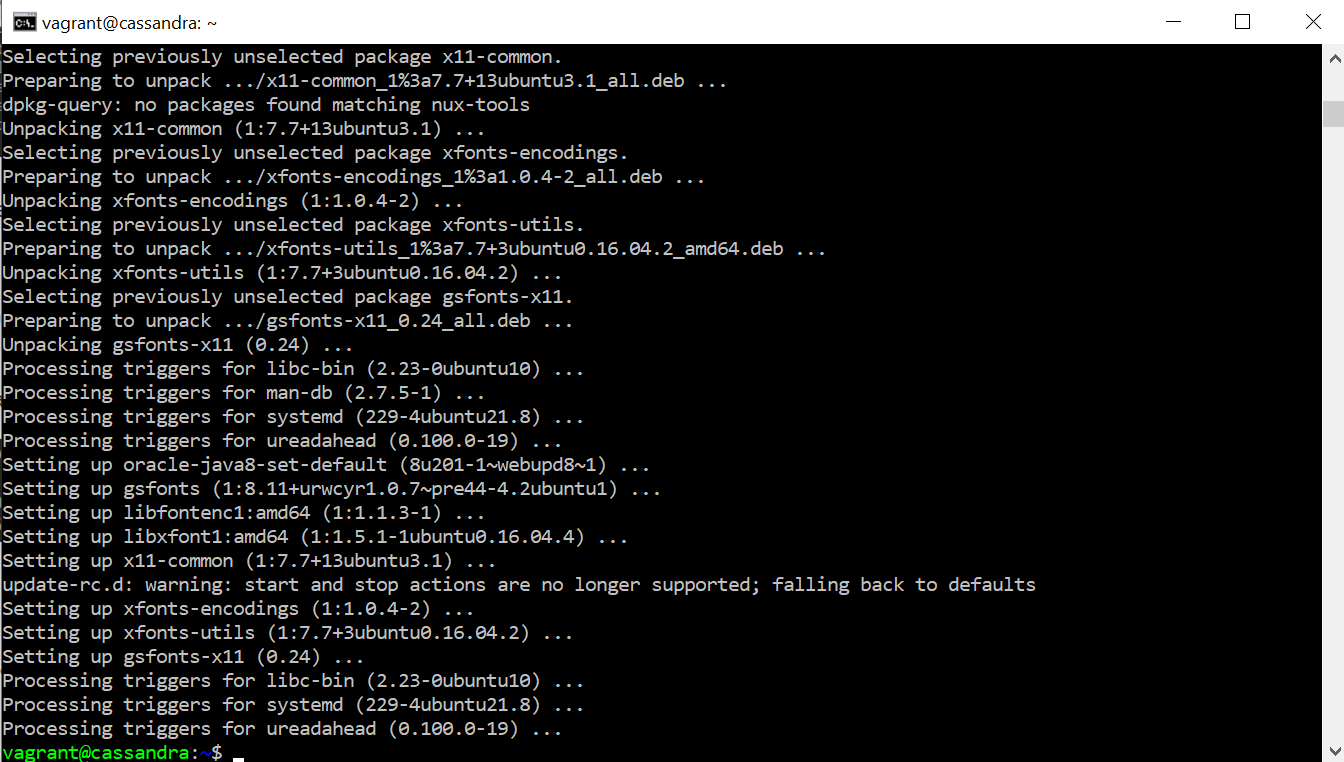 vagrant@cassandra: ~
Selecting previously unselected package x11-common.
Preparing to unpack .../x11-common_1%3a7.7+13ubuntu3.1_all.deb ...
dpkg-query: no packages found matching nux-tools
Unpacking x11-common (1:7.7+13ubuntu3.1) ...
Selecting previously unselected package xfonts-encodings.
Preparing to unpack .../xfonts-encodings_1%3a1.0.4-2_all.deb ...
Unpacking xfonts-encodings (1:1.0.4-2) ...
Selecting previously unselected package xfonts-utils.
Preparing to unpack .../xfonts-utils_1%3a7.7+3ubuntu0.16.04.2_amd64.deb ...
Unpacking xfonts-utils (1:7.7+3ubuntu0.16.04.2) ...
Selecting previously unselected package gsfonts-x11.
Preparing to unpack .../gsfonts-x11_0.24_all.deb ...
Unpacking gsfonts-x11 (0.24) ...
Processing triggers for libc-bin (2.23-0ubuntu10) ...
Processing triggers for man-db (2.7.5-1) ...
Processing triggers for systemd (229-4ubuntu21.8) ...
Processing triggers for ureadahead (0.100.0-19) ...
Setting up oracle-java8-set-default (8u201-1~webupd8~1) ...
Setting up gsfonts (1:8.11+urwcyr1.0.7~pre44-4.2ubuntu1) ...
Setting up libfontenc1:amd64 (1:1.1.3-1) ...
Setting up libxfont1:amd64 (1:1.5.1-1ubuntu0.16.04.4) ...
Setting up x11-common (1:7.7+13ubuntu3.1) ...
update-rc.d: warning: start and stop actions are no longer supported; falling back to defaults
Setting up xfonts-encodings (1:1.0.4-2) ...
Setting up xfonts-utils (1:7.7+3ubuntu0.16.04.2) ...
Setting up gsfonts-x11 (0.24) ...
Processing triggers for libc-bin (2.23-0ubuntu10) ...
Processing triggers for systemd (229-4ubuntu21.8) ...
Processing triggers for ureadahead (0.100.0-19) ...
vagrant@cassandra:~$ _